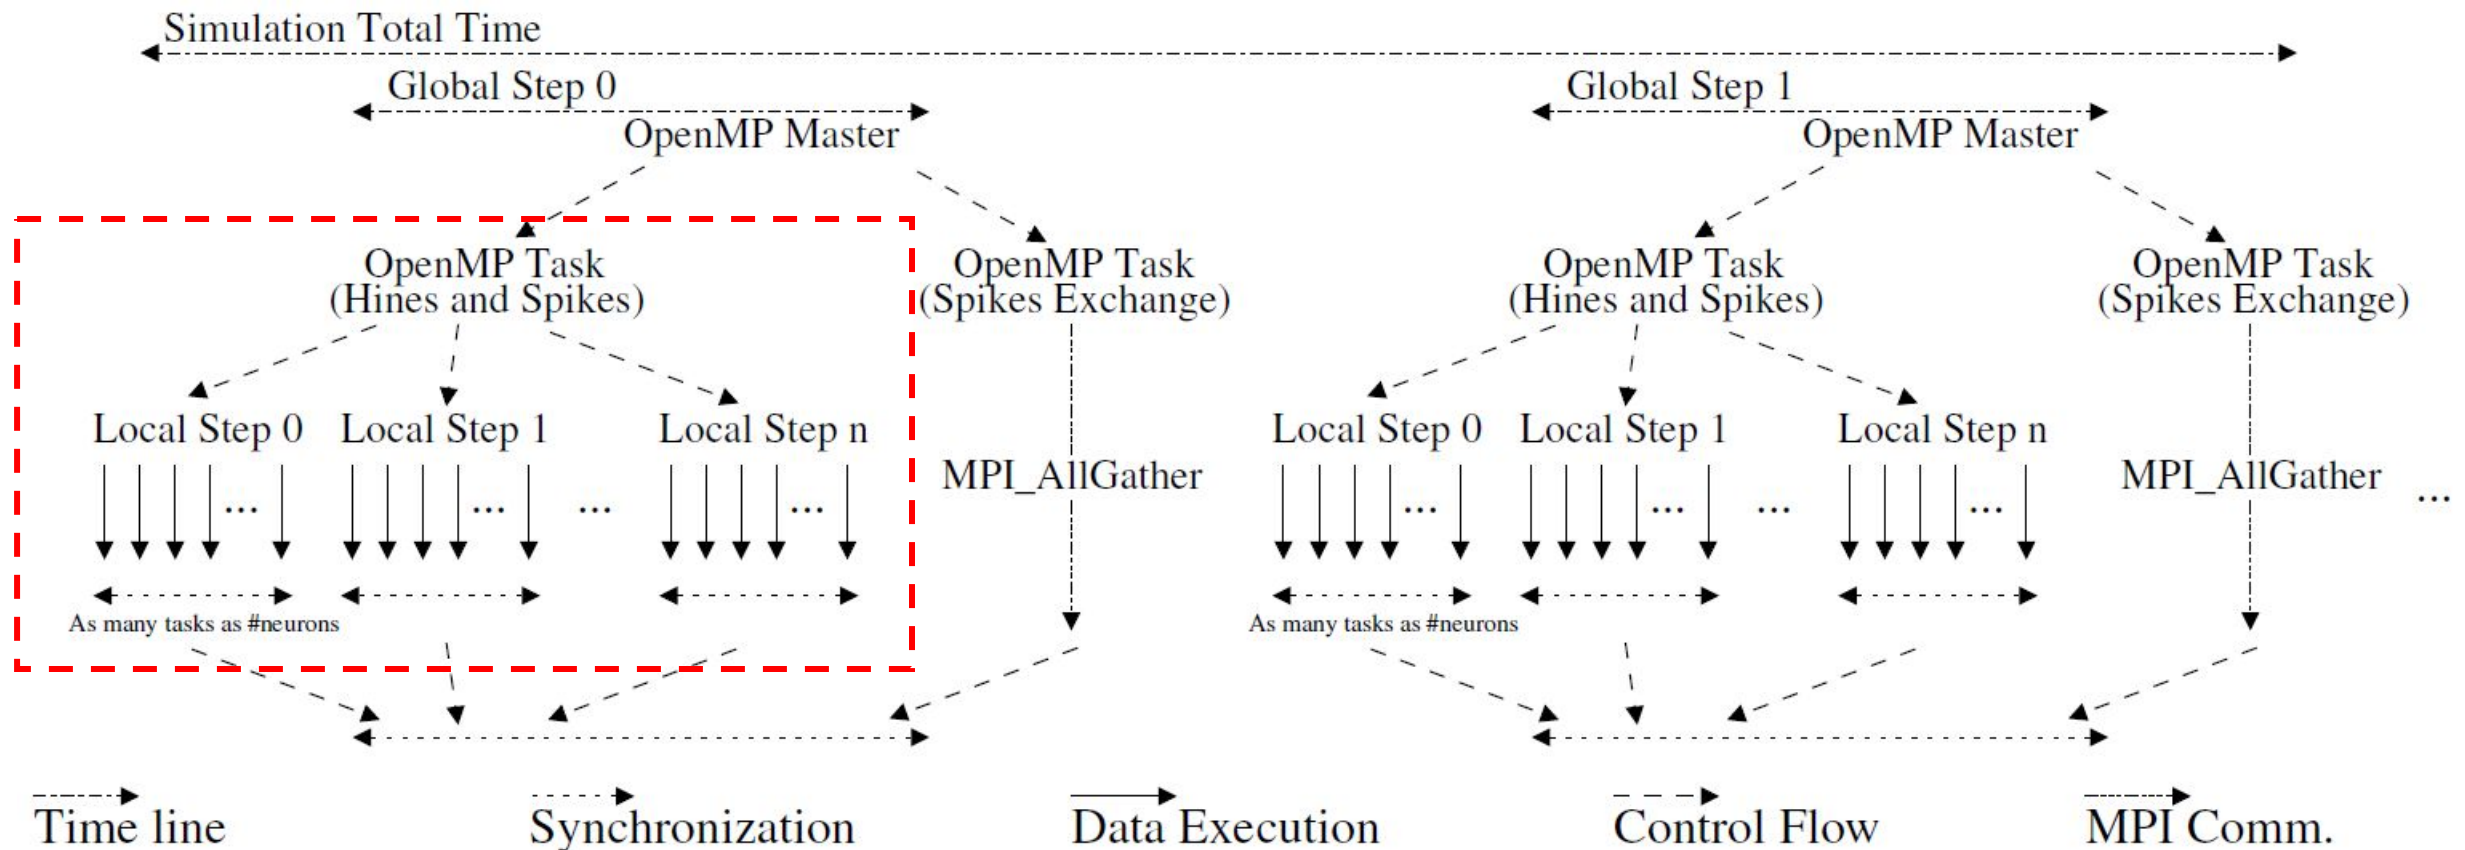 Simulation Total Time
Global Step 0
Global Step 1
OpenMP Master
OpenMP Master
OpenMP Task
(Hines and Spikes)
OpenMP Task
(Spikes Exchange)
OpenMP Task
(Hines and Spikes)
OpenMP Task
(Spikes Exchange)
Local Step 0
Local Step 1
Local Step n
Local Step 0
Local Step 1
Local Step n
MPI_AllGather
MPI_AllGather
...
...
...
...
...
...
...
...
...
As many tasks as #neurons
As many tasks as #neurons
Time line
Synchronization
Data Execution
Control Flow
MPI Comm.